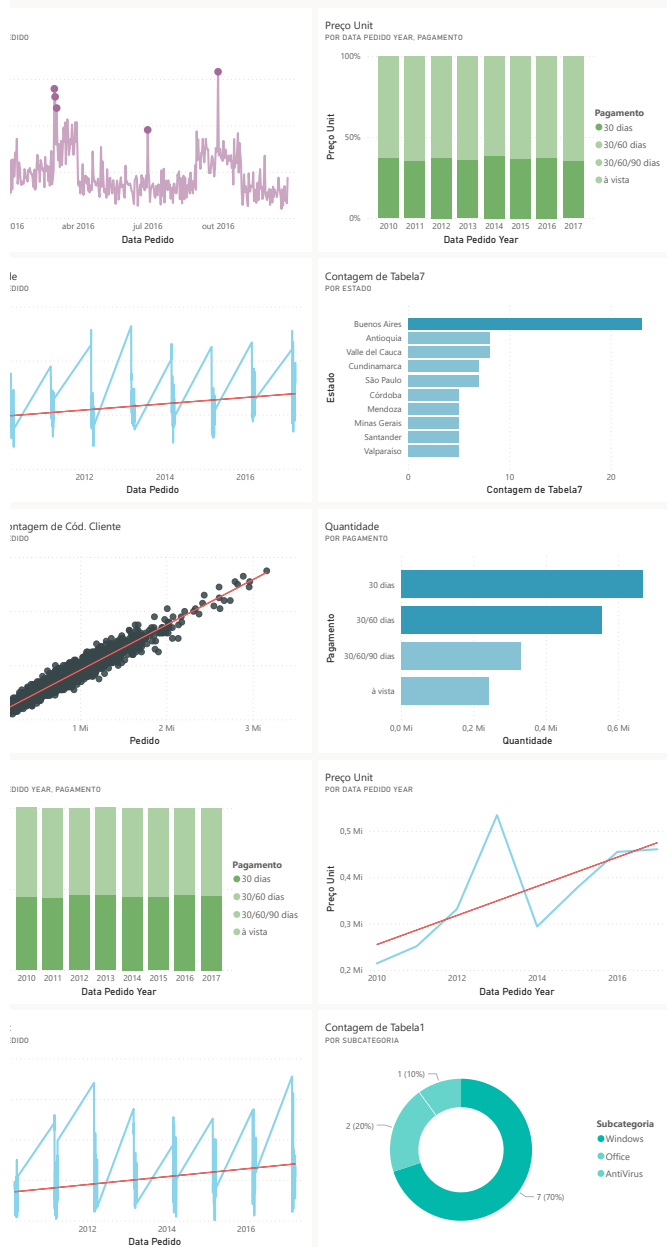 EDIDO
2016
abr 2016
jul 2016
out 2016
Data Pedido
Preço Unit
POR DATA PEDIDO YEAR, PAGAMENTO
100%
50%
0%
Preço Unit
2010 2011 2012 2013 2014 2015 2016 2017
Data Pedido Year
Pagamento
30 dias
30/60 dias
30/60/90 dias
à vista
de
EDIDO
2012
2014
2016
Data Pedido
Contagem de Tabela7
POR ESTADO
Estado
Buenos Aires
Antioquia
Valle del Cauca
Cundinamarca
São Paulo
Córdoba
Mendoza
Minas Gerais
Santander
Valparaíso
0
10
20
Contagem de Tabela7
ontagem de Cód. Cliente
EDIDO
1 Mi
2 Mi
3 Mi
Pedido
Quantidade
POR PAGAMENTO
Pagamento
30 dias
30/60 dias
30/60/90 dias
à vista
0,0 Mi
0,2 Mi
0,4 Mi
0,6 Mi
Quantidade
EDIDO YEAR, PAGAMENTO
2010 2011 2012 2013 2014 2015 2016 2017
Data Pedido Year
Pagamento
30 dias
30/60 dias
30/60/90 dias
à vista
Preço Unit
POR DATA PEDIDO YEAR
Preço Unit
0,5 Mi
0,4 Mi
0,3 Mi
0,2 Mi
2010
2012
2014
2016
Data Pedido Year
EDIDO
2012
2014
2016
Data Pedido
Contagem de Tabela1
POR SUBCATEGORIA
1 (10%)
2 (20%)
7 (70%)
Subcategoria
Windows
Office
AntiVirus